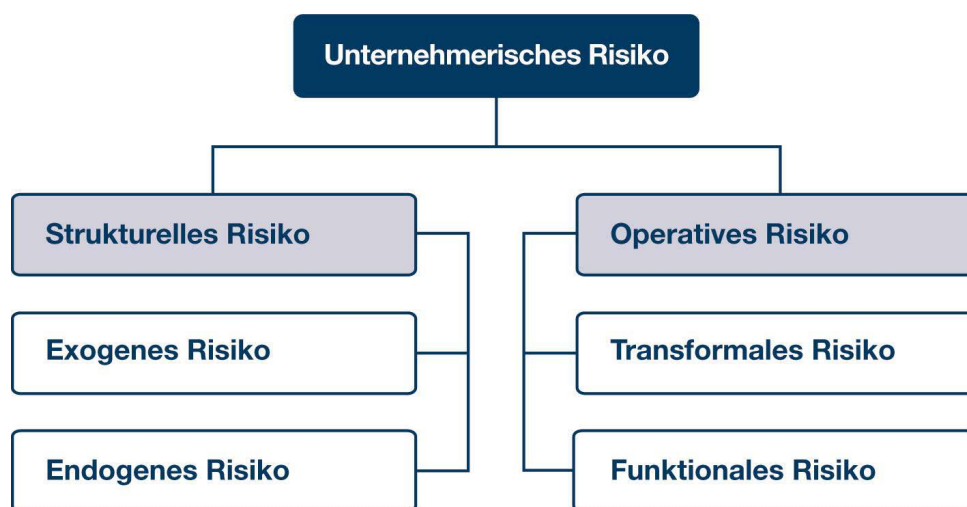 Unternehmerisches Risiko
Strukturelles Risiko
Exogenes Risiko
Endogenes Risiko
Operatives Risiko
Transformales Risiko
Funktionales Risiko